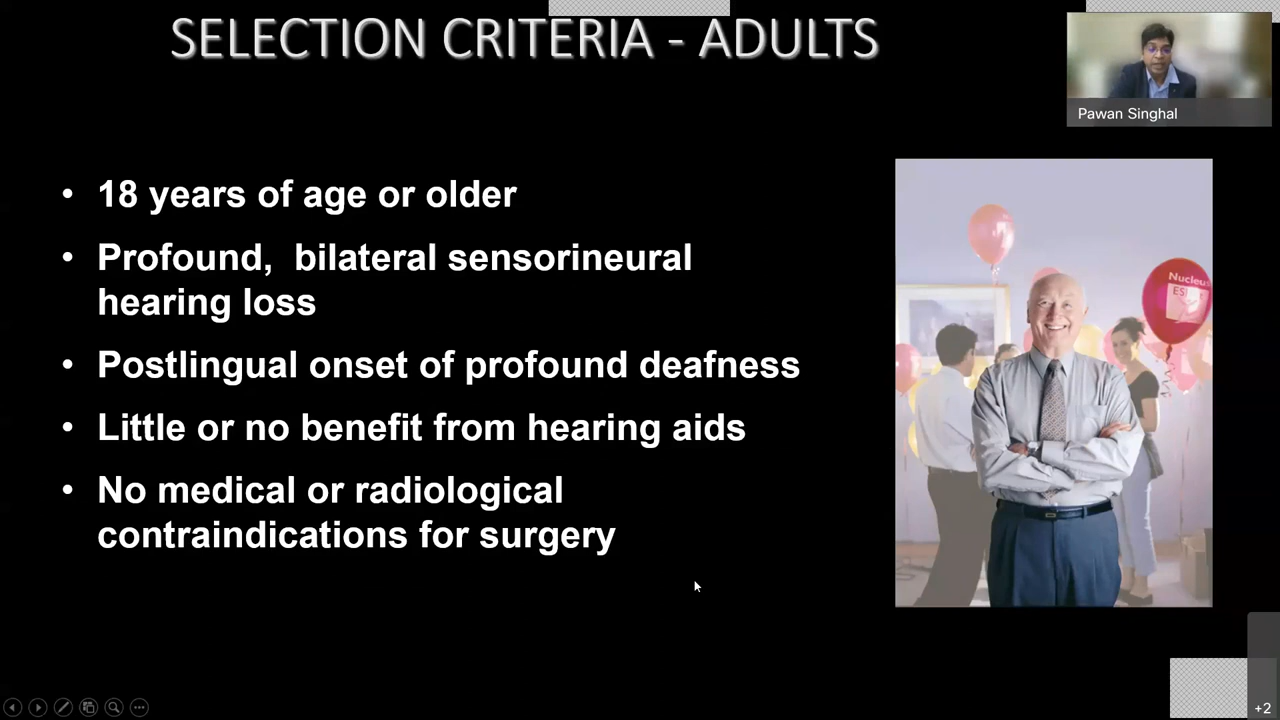 SELECTION CRITERIA - ADULTS
Pawan Singhal
• 18 years of age or older
• Profound,  bilateral sensorineural
hearing loss
• Postlingual onset of profound deafness
• Little or no benefit from hearing aids
• No medical or radiological
contraindications for surgery
Nucleus
+2